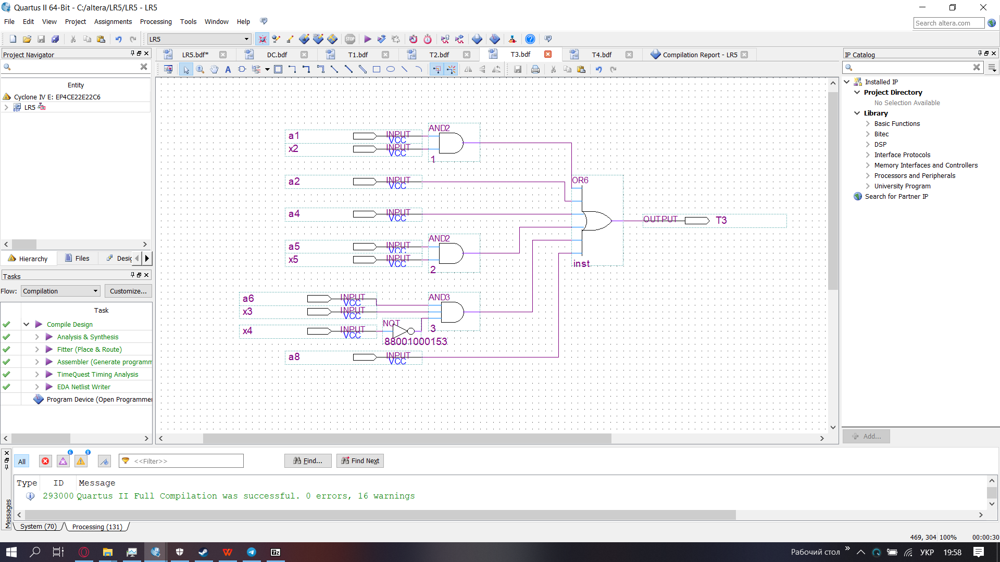 Quartus II 64-Bit - C:/altera/LR5/LR5 - LR5
File Edit View Project Assignments Processing Tools Window Help
Search altera.com
LR5
Project Navigator
LR5.bdf* DC.bdf T1.bdf T2.bdf T3.bdf T4.bdf Compilation Report - LR5
IP Catalog
Entity
Cyclone IV E: EP4CE22E22C6
LR5
Hierarchy Files Desig
Tasks
Flow: Compilation Customize...
Task
Compile Design
Analysis & Synthesis
Fitter (Place & Route)
Assembler (Generate programm
TimeQuest Timing Analysis
EDA Netlist Writer
Program Device (Open Programmer
a1 INPUT VCC
x2 INPUT VCC
AND2
1
a2 INPUT VCC
OR6
a4 INPUT VCC
OUTPUT T3
a5 INPUT VCC
x5 INPUT VCC
AND2
2
inst
a6 INPUT VCC
x3 INPUT VCC
AND3
3
x4 INPUT VCC
NOT
88001000153
a8 INPUT VCC
Installed IP
Project Directory
No Selection Available
Library
Basic Functions
Bitec
DSP
Interface Protocols
Memory Interfaces and Controllers
Processors and Peripherals
University Program
Search for Partner IP
Add...
Messages
All
6
8
<<Filter>>
Find... Find Next
Type ID Message
293000 Quartus II Full Compilation was successful. 0 errors, 16 warnings
System (70) Processing (131)
469, 304 100% 00:00:30
Рабочий стол » УКР 19:58